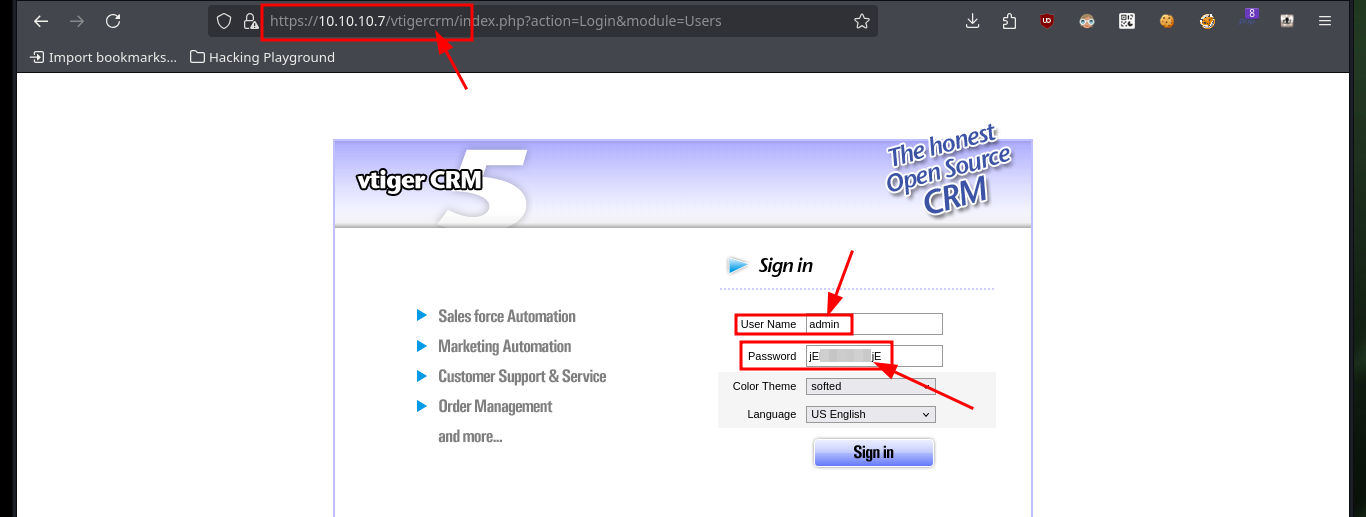 https://10.10.10.7/vtigercrm/index.php?action=Login&module=Users
8
Import bookmarks... Hacking Playground
vtiger CRM 5
The honest
Open Source
CRM
Sign in
Sales force Automation
Marketing Automation
Customer Support & Service
Order Management
and more...
User Name admin
Password jE jE
Color Theme softed
Language US English
Sign in